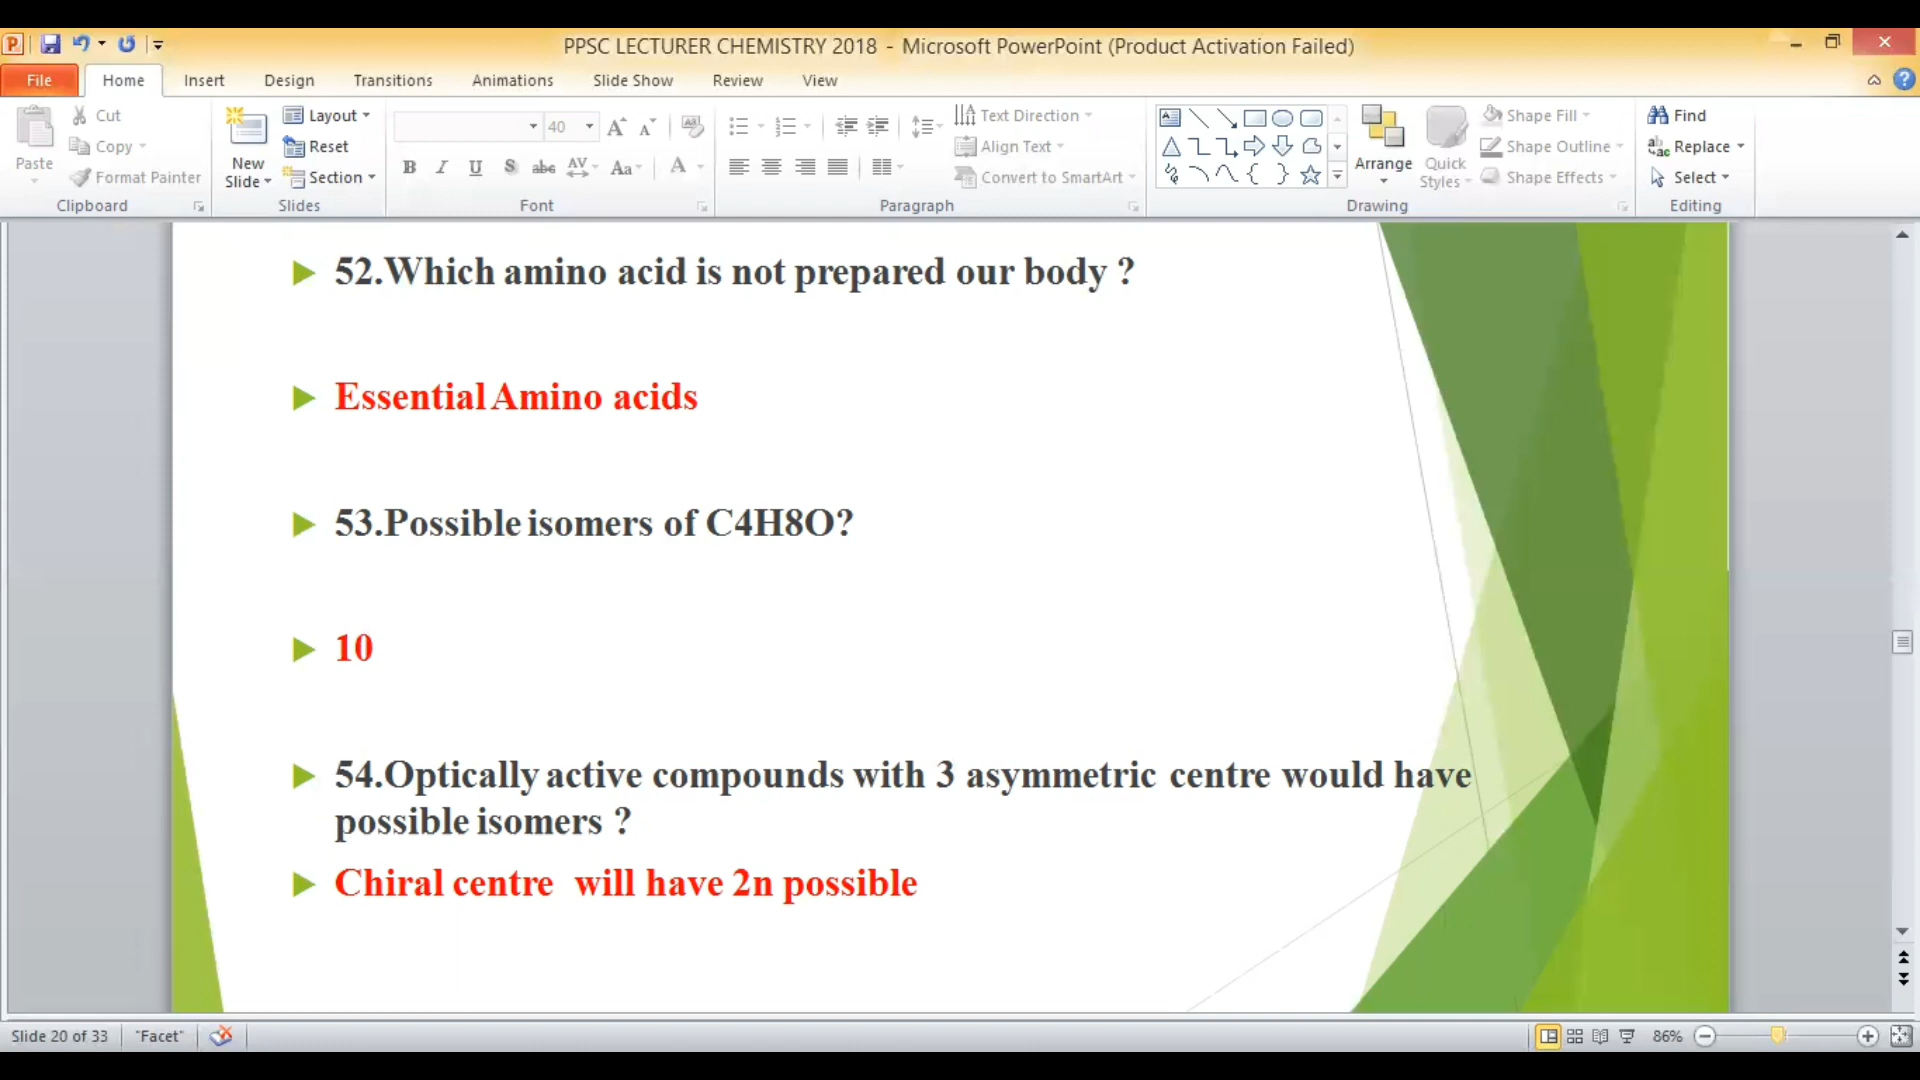 PPSC LECTURER CHEMISTRY 2018 - Microsoft PowerPoint (Product Activation Failed)
File Home Insert Design Transitions Animations Slide Show Review View
Paste
Cut
Copy
Format Painter
Clipboard
New Slide
Layout
Reset
Section
Slides
40
B I U S abc AV Aa A
Font
Text Direction
Align Text
Convert to SmartArt
Paragraph
Arrange
Quick Styles
Shape Fill
Shape Outline
Shape Effects
Drawing
Find
Replace
Select
Editing
52.Which amino acid is not prepared our body ?
Essential Amino acids
53.Possible isomers of C4H8O?
10
54.Optically active compounds with 3 asymmetric centre would have
possible isomers ?
Chiral centre will have 2n possible
Slide 20 of 33 "Facet" 86%